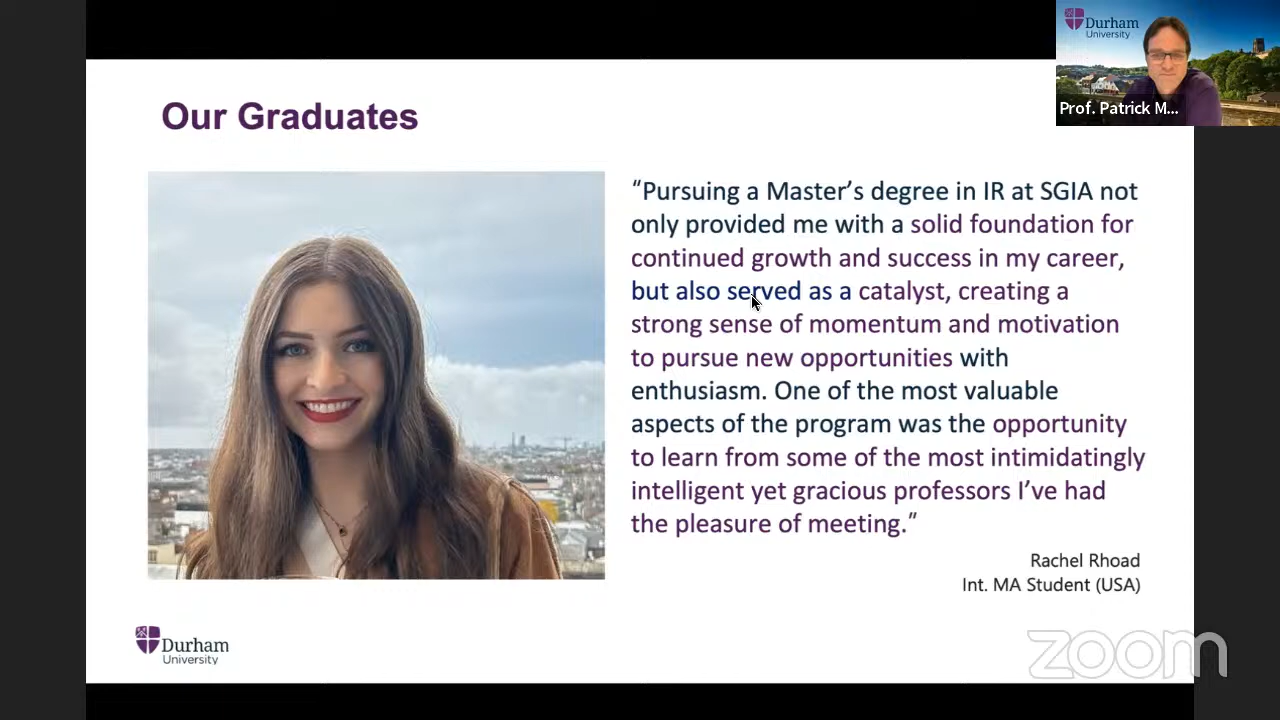 Durham
University
Prof. Patrick M...
Our Graduates
“Pursuing a Master’s degree in IR at SGIA not
only provided me with a solid foundation for
continued growth and success in my career,
but also served as a catalyst, creating a
strong sense of momentum and motivation
to pursue new opportunities with
enthusiasm. One of the most valuable
aspects of the program was the opportunity
to learn from some of the most intimidatingly
intelligent yet gracious professors I’ve had
the pleasure of meeting.”
Rachel Rhoad
Int. MA Student (USA)
Durham
University
zoom